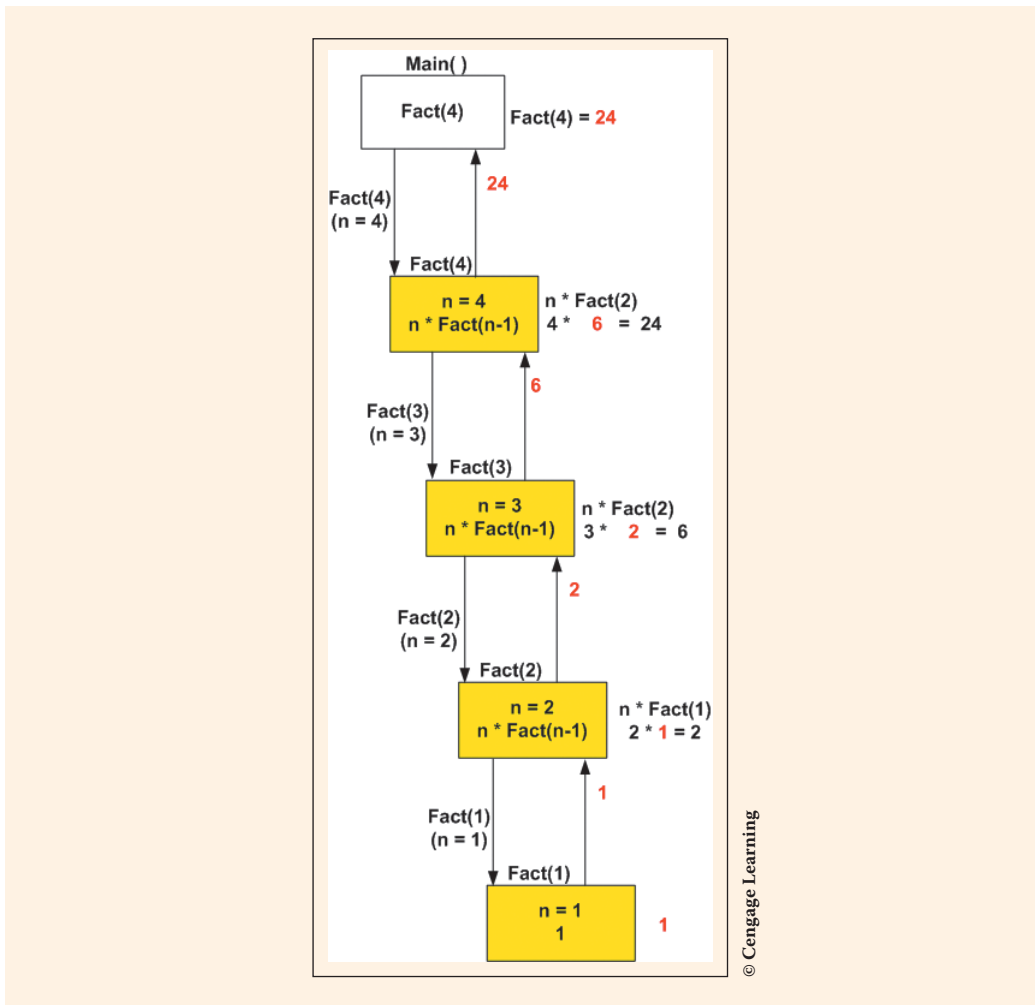 Main( )
Fact(4)
Fact(4) = 24
24
Fact(4)
(n = 4)
Fact(4)
n = 4
n * Fact(n-1)
n * Fact(2)
4 * 6 = 24
6
Fact(3)
(n = 3)
Fact(3)
n = 3
n * Fact(n-1)
n * Fact(2)
3 * 2 = 6
2
Fact(2)
(n = 2)
Fact(2)
n = 2
n * Fact(n-1)
n * Fact(1)
2 * 1 = 2
1
Fact(1)
(n = 1)
Fact(1)
n = 1
1
1
© Cengage Learning